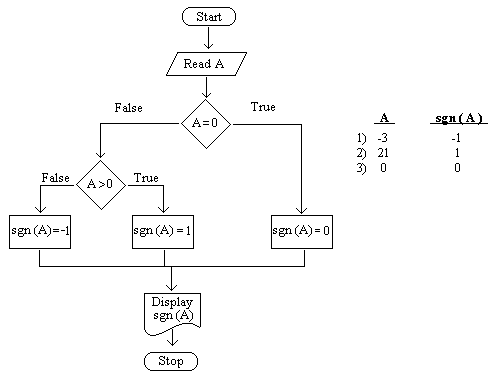 Start
Read A
False
True
A=0
A sgn(A)
1) -3 -1
2) 21 1
3) 0 0
False
A>0
True
sgn(A)=-1
sgn(A)=1
sgn(A)=0
Display
sgn(A)
Stop